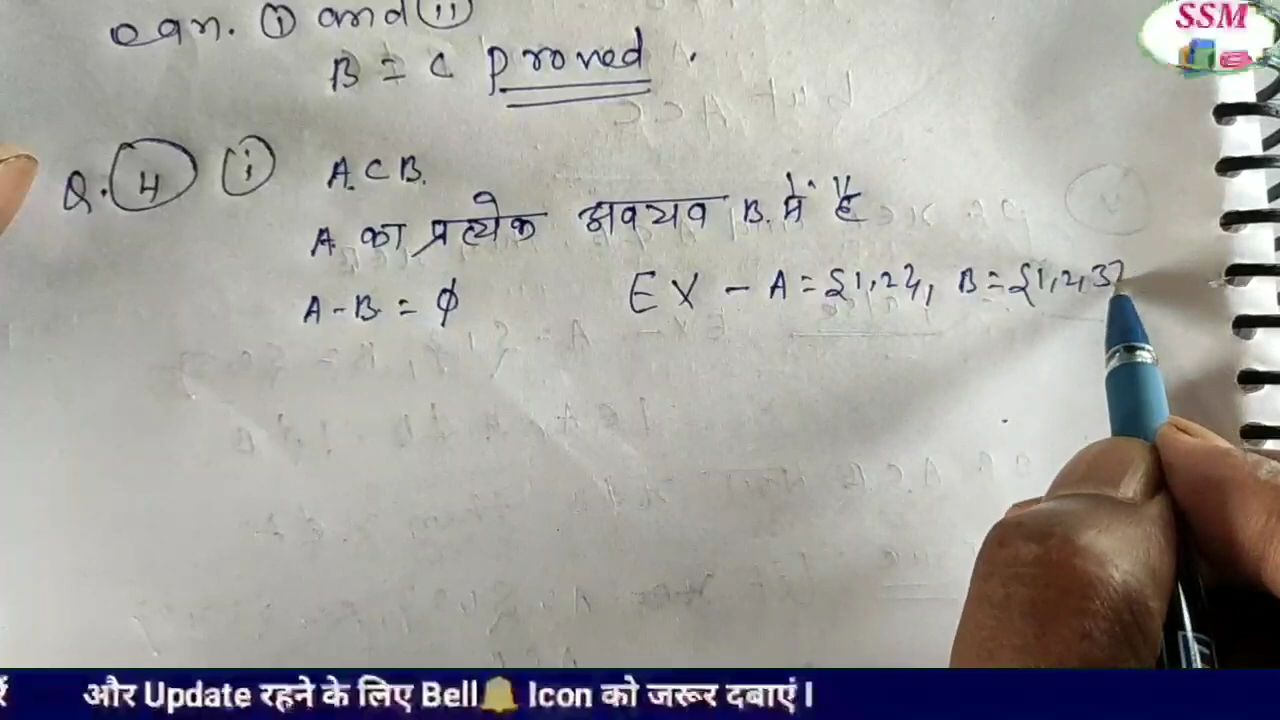 eqn. (i) and (ii)
B = C proved.
SSM
Q. (4) (i) A ⊂ B.
A. का प्रत्येक अवयव B. में है
A - B = ϕ EX - A = {1,2}, B = {1,2,3}
और Update रहने के लिए Bell🔔 Icon को जरूर दबाएं I